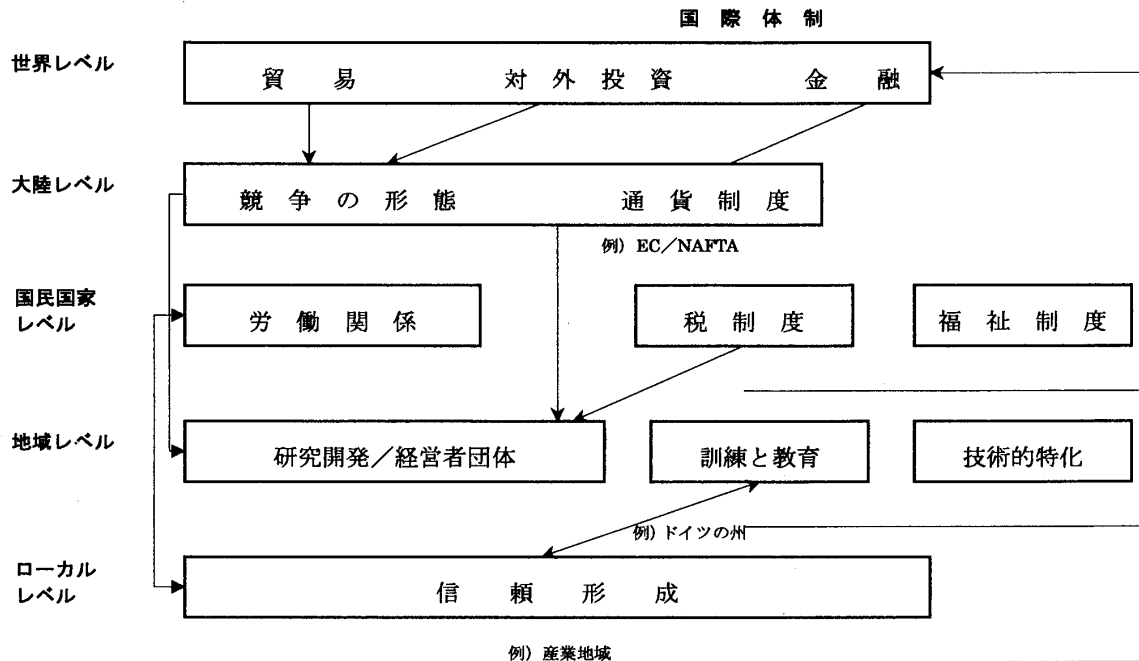 国際体制
世界レベル
貿易 対外投資 金融
大陸レベル
競争の形態 通貨制度
例) EC／NAFTA
国民国家
レベル
労働関係 税制度 福祉制度
地域レベル
研究開発／経営者団体 訓練と教育 技術的特化
例) ドイツの州
ローカル
レベル
信頼形成
例) 産業地域